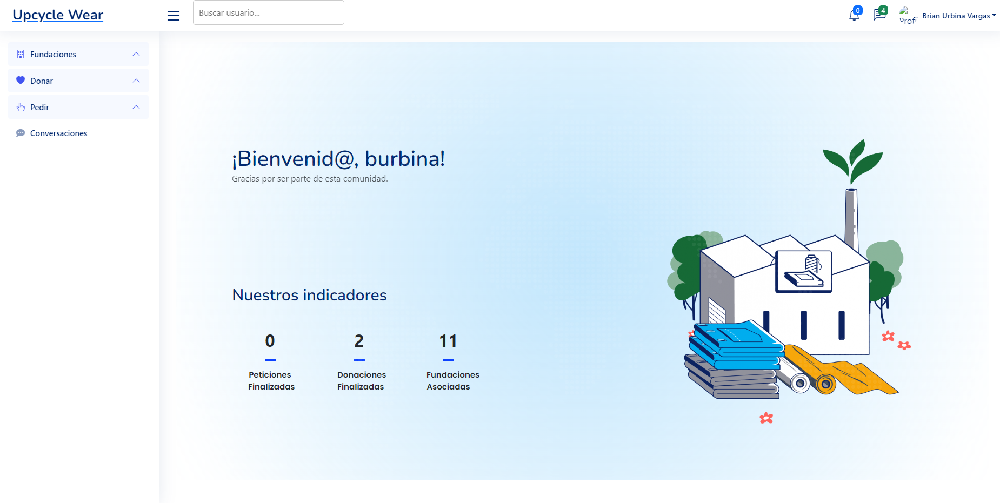 Upcycle Wear
Buscar usuario...
0
4
Profi
Brian Urbina Vargas
Fundaciones
Donar
Pedir
Conversaciones
¡Bienvenid@, burbina!
Gracias por ser parte de esta comunidad.
Nuestros indicadores
0
2
11
Peticiones
Finalizadas
Donaciones
Finalizadas
Fundaciones
Asociadas